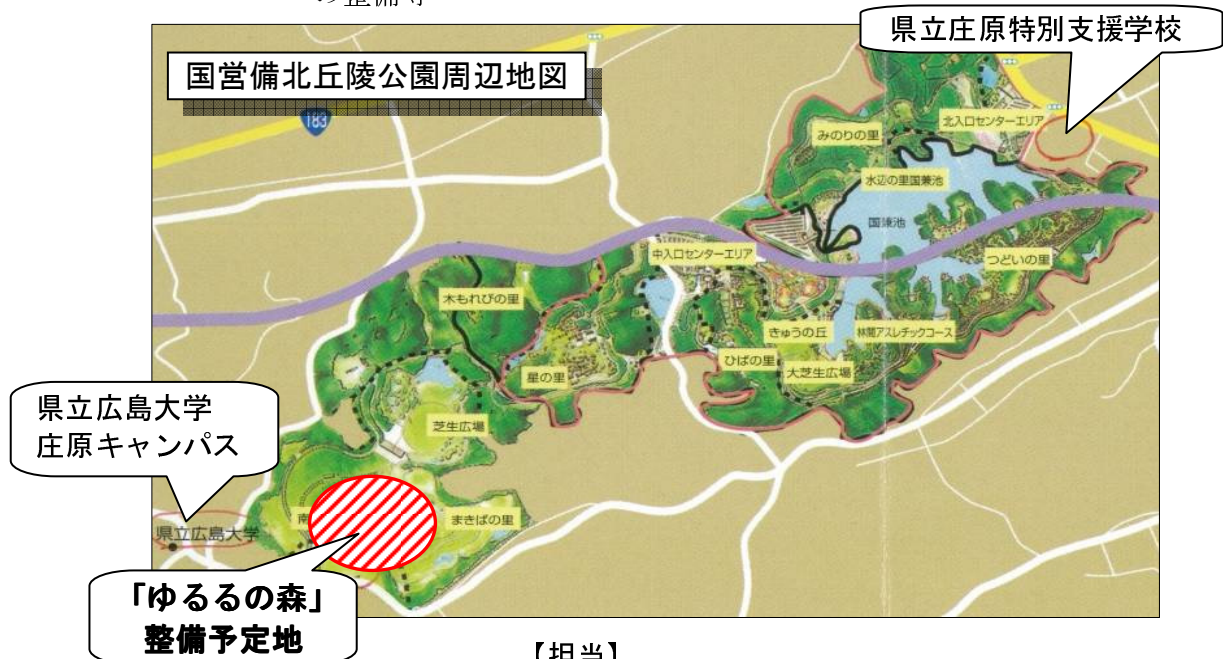 の整備等
県立庄原特別支援学校
国営備北丘陵公園周辺地図
183
北入口センターエリア
みのりの里
水辺の里国兼池
国兼池
中入口センターエリア
つどいの里
木もれびの里
きゅうの丘
林間アスレチックコース
ひばの里
大芝生広場
星の里
県立広島大学
庄原キャンパス
芝生広場
南
まきばの里
県立広島大学
「ゆるるの森」
整備予定地
【担当】